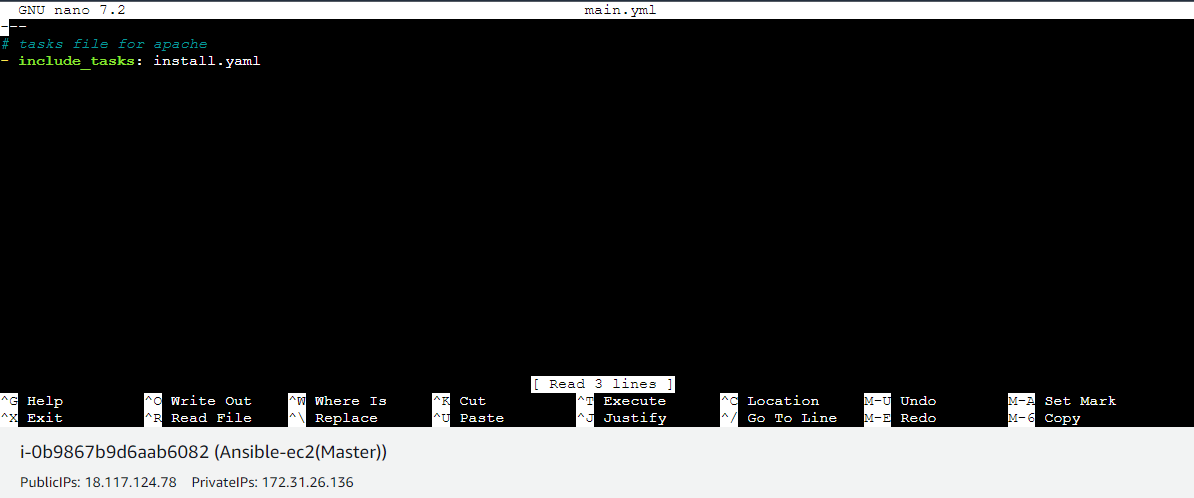 GNU nano 7.2 main.yml
---
# tasks file for apache
- include_tasks: install.yaml
[ Read 3 lines ]
^G Help ^O Write Out ^W Where Is ^K Cut ^T Execute ^C Location M-U Undo M-A Set Mark
^X Exit ^R Read File ^\ Replace ^U Paste ^J Justify ^/ Go To Line M-E Redo M-6 Copy
i-0b9867b9d6aab6082 (Ansible-ec2(Master))
PublicIPs: 18.117.124.78 PrivateIPs: 172.31.26.136